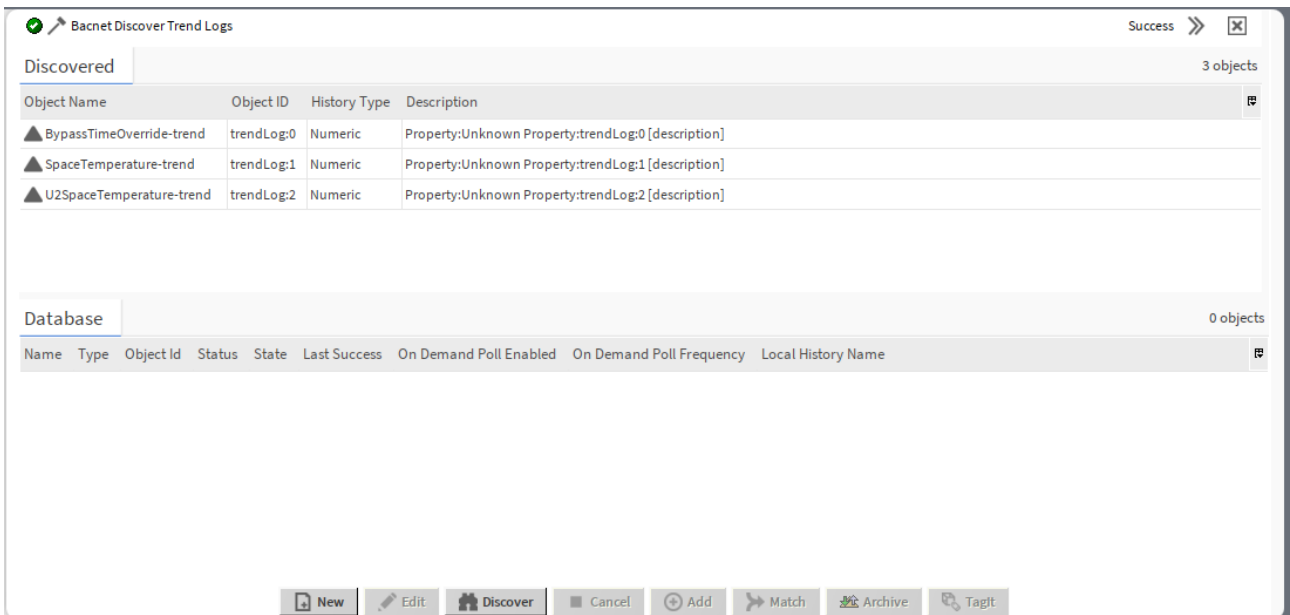 Bacnet Discover Trend Logs Success
Discovered 3 objects
Object Name Object ID History Type Description
BypassTimeOverride-trend trendLog:0 Numeric Property:Unknown Property:trendLog:0 [description]
SpaceTemperature-trend trendLog:1 Numeric Property:Unknown Property:trendLog:1 [description]
U2SpaceTemperature-trend trendLog:2 Numeric Property:Unknown Property:trendLog:2 [description]
Database 0 objects
Name Type Object Id Status State Last Success On Demand Poll Enabled On Demand Poll Frequency Local History Name
New Edit Discover Cancel Add Match Archive TagIt